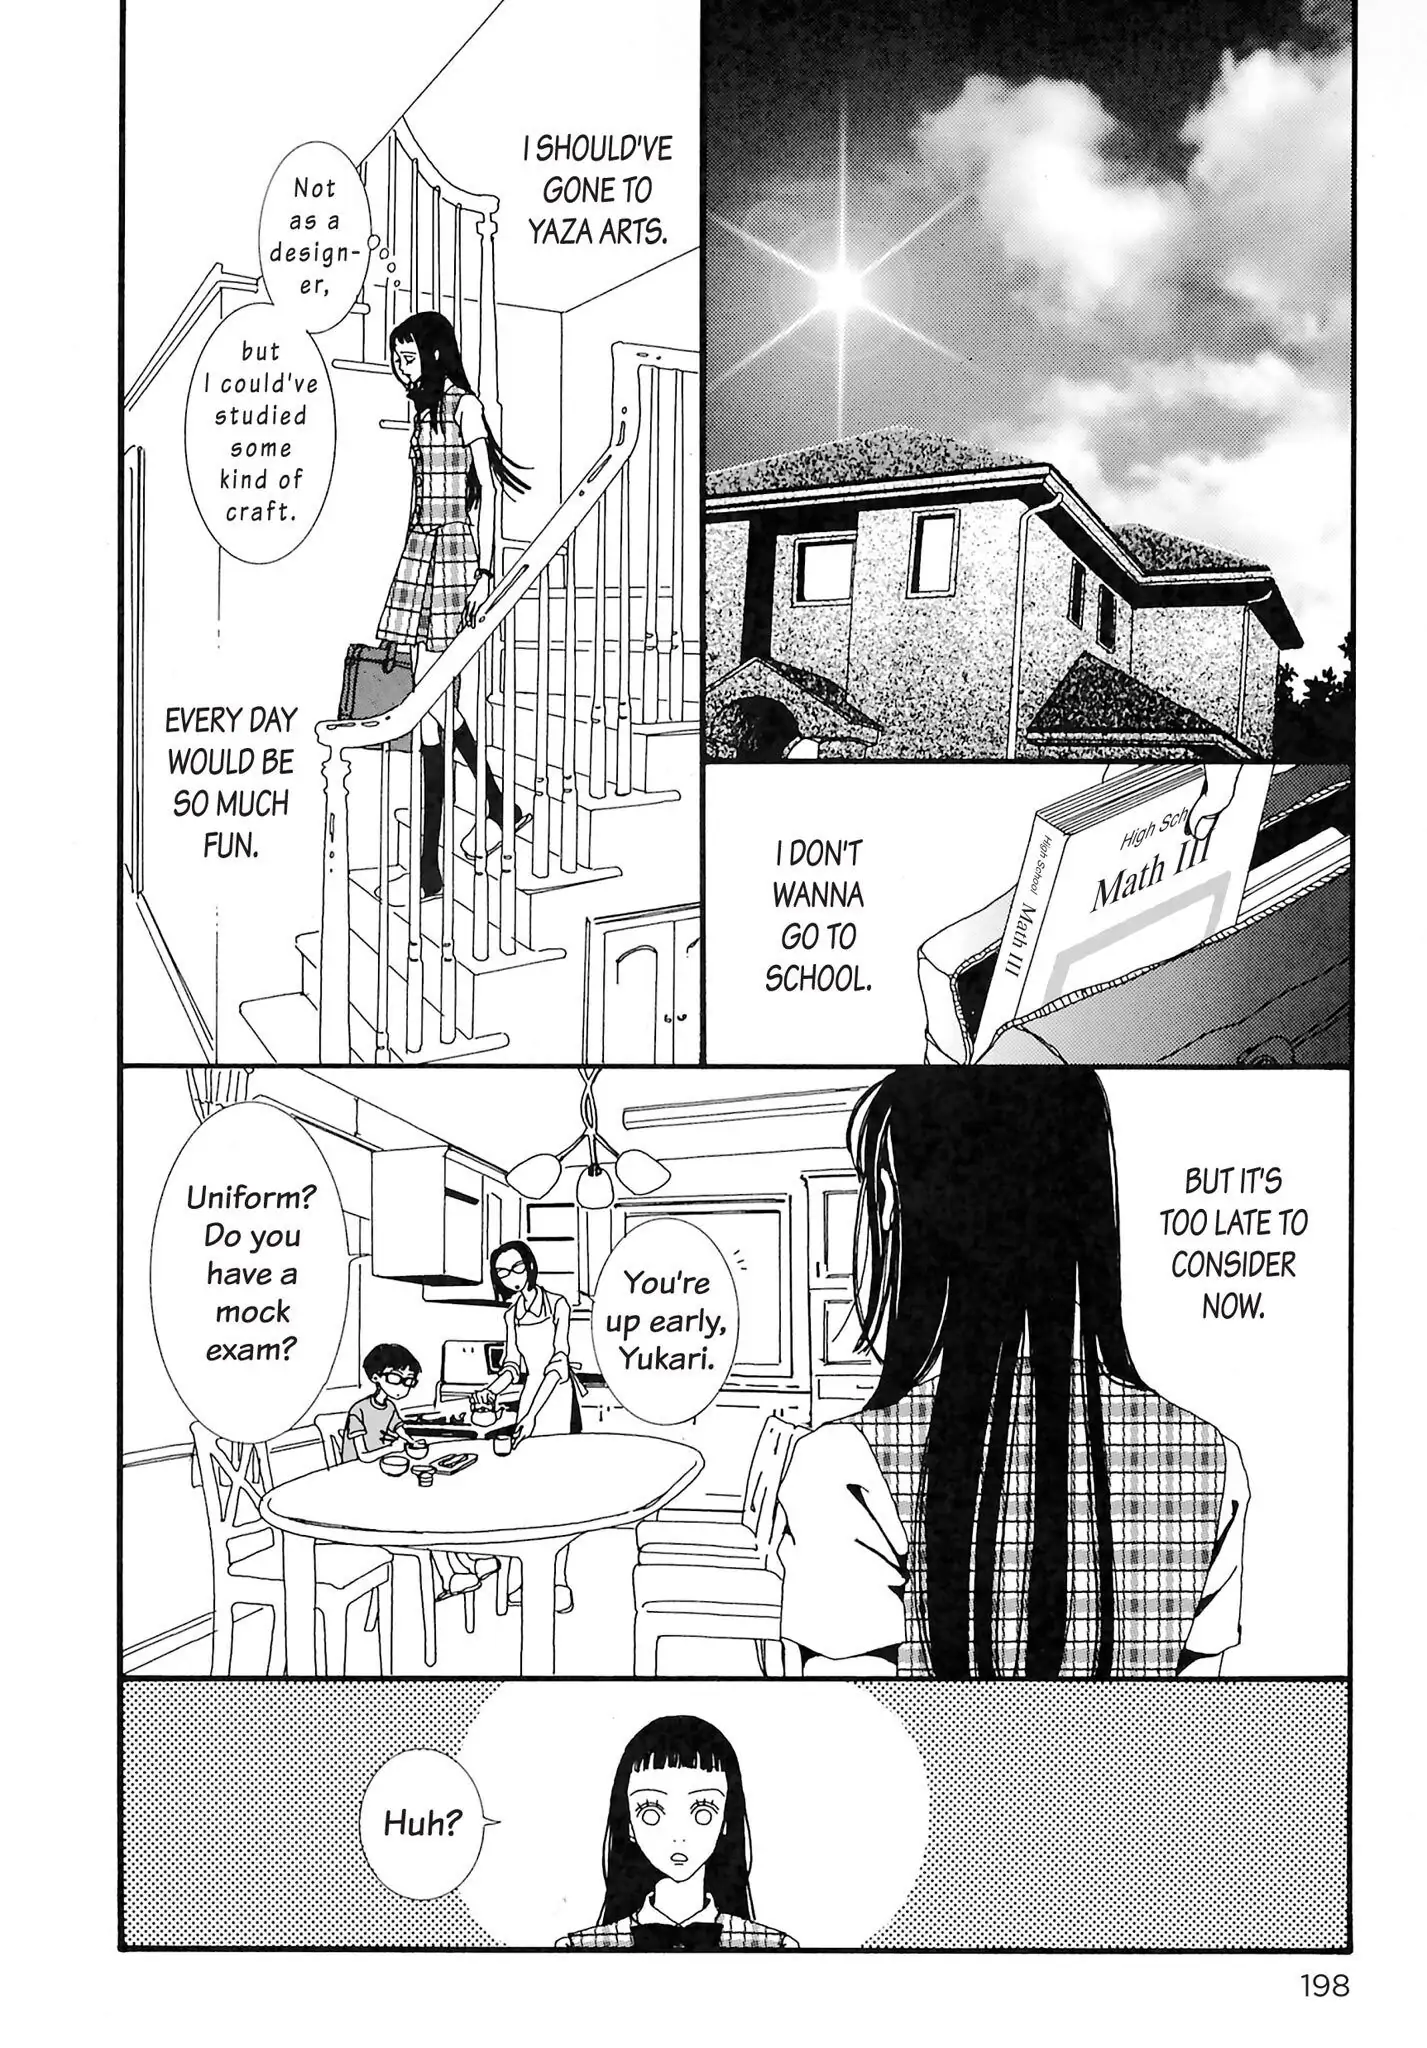 I DON'T
WANNA
GO TO
SCHOOL.
High Sch
Math III
High School Math III
I SHOULD'VE
GONE TO
YAZA ARTS.
Not
as a
design-
er,
but
I could've
studied
some
kind of
craft.
EVERY DAY
WOULD BE
SO MUCH
FUN.
BUT IT'S
TOO LATE TO
CONSIDER
NOW.
You're
up early,
Yukari.
Uniform?
Do you
have a
mock
exam?
Huh?
198